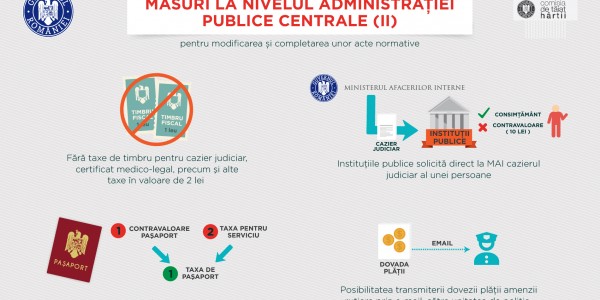 MĂSURI LA NIVELUL ADMINISTRAȚIEI
PUBLICE CENTRALE (II)
pentru modificarea și completarea unor acte normative
comisia
de tăiat
hârtii
TIMBRU
FISCAL
1 leu
TIMBRU
FISCAL
1 leu
Fără taxe de timbru pentru cazier judiciar,
certificat medico-legal, precum și alte
taxe în valoare de 2 lei
MINISTERUL AFACERILOR INTERNE
CAZIER
JUDICIAR
INSTITUȚII
PUBLICE
CONSIMȚĂMÂNT
CONTRAVALOARE
( 10 LEI )
Instituțiile publice solicită direct la MAI cazierul
judiciar al unei persoane
PAȘAPORT
1 CONTRAVALOARE
PAȘAPORT
2 TAXA PENTRU
SERVICIU
1 TAXA DE
PAȘAPORT
DOVADA
PLĂȚII
EMAIL
Posibilitatea transmiterii dovezii plății amenzii